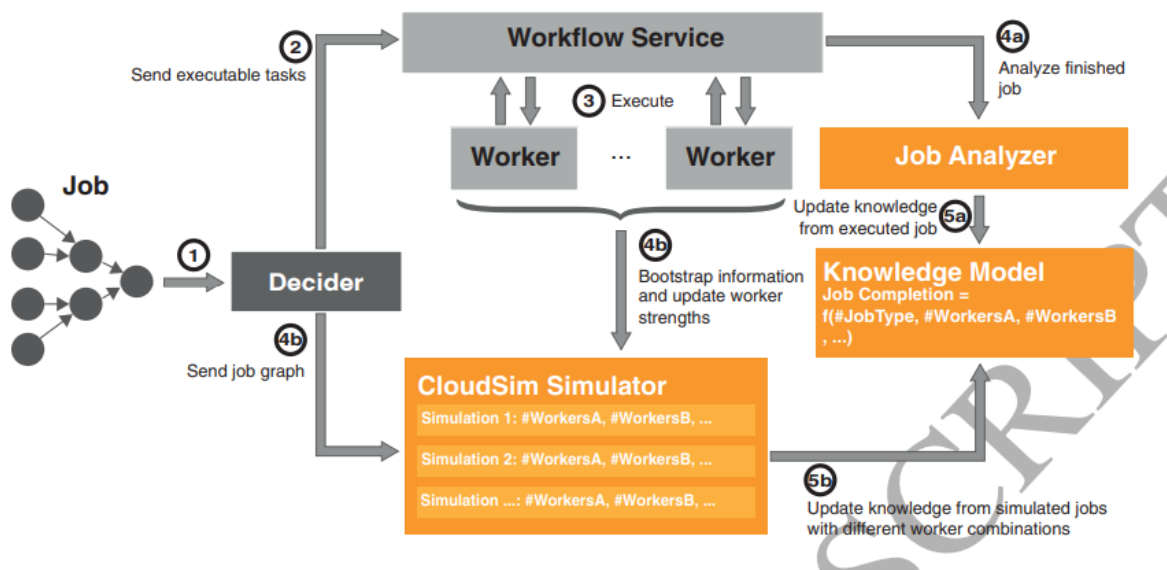 2
Send executable tasks
Workflow Service
4a
Analyze finished
job
3 Execute
Worker
...
Worker
Job Analyzer
Job
1
Decider
4b
Send job graph
4b
Bootstrap information
and update worker
strengths
Update knowledge
from executed job
5a
Knowledge Model
Job Completion =
f(#JobType, #WorkersA, #WorkersB
, ...)
CloudSim Simulator
Simulation 1: #WorkersA, #WorkersB, ...
Simulation 2: #WorkersA, #WorkersB, ...
Simulation ...: #WorkersA, #WorkersB, ...
5b
Update knowledge from simulated jobs
with different worker combinations
SCRIPT